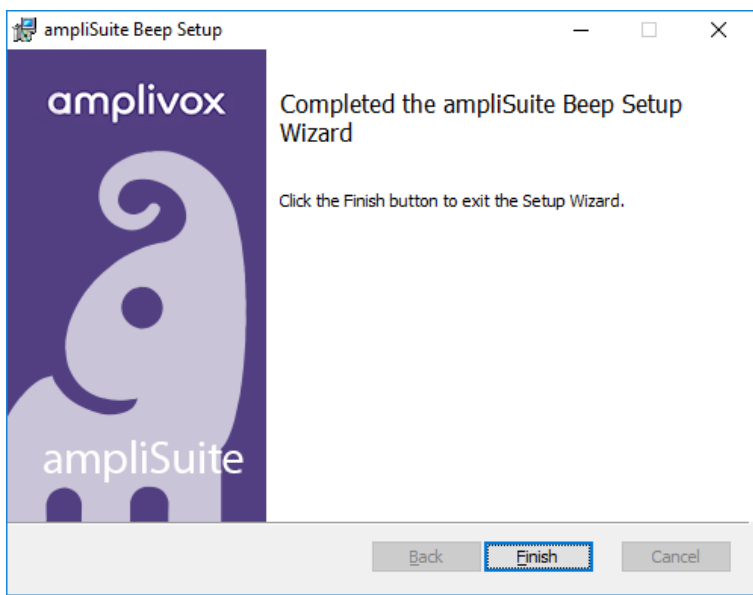 ampliSuite Beep Setup
amplivox
Completed the ampliSuite Beep Setup
Wizard
Click the Finish button to exit the Setup Wizard.
ampliSuite
Back
Finish
Cancel